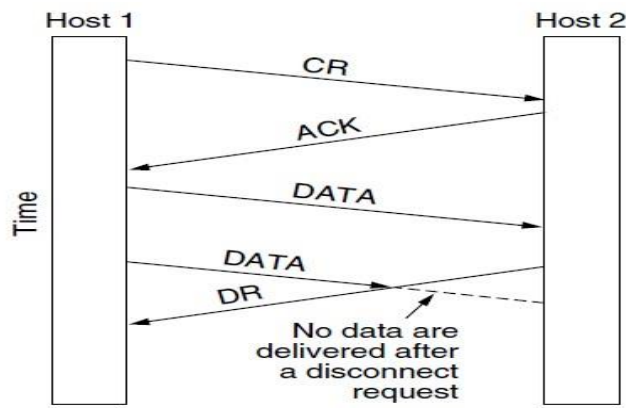 Host 1
Host 2
CR
ACK
DATA
DATA
DR
Time
No data are
delivered after
a disconnect
request